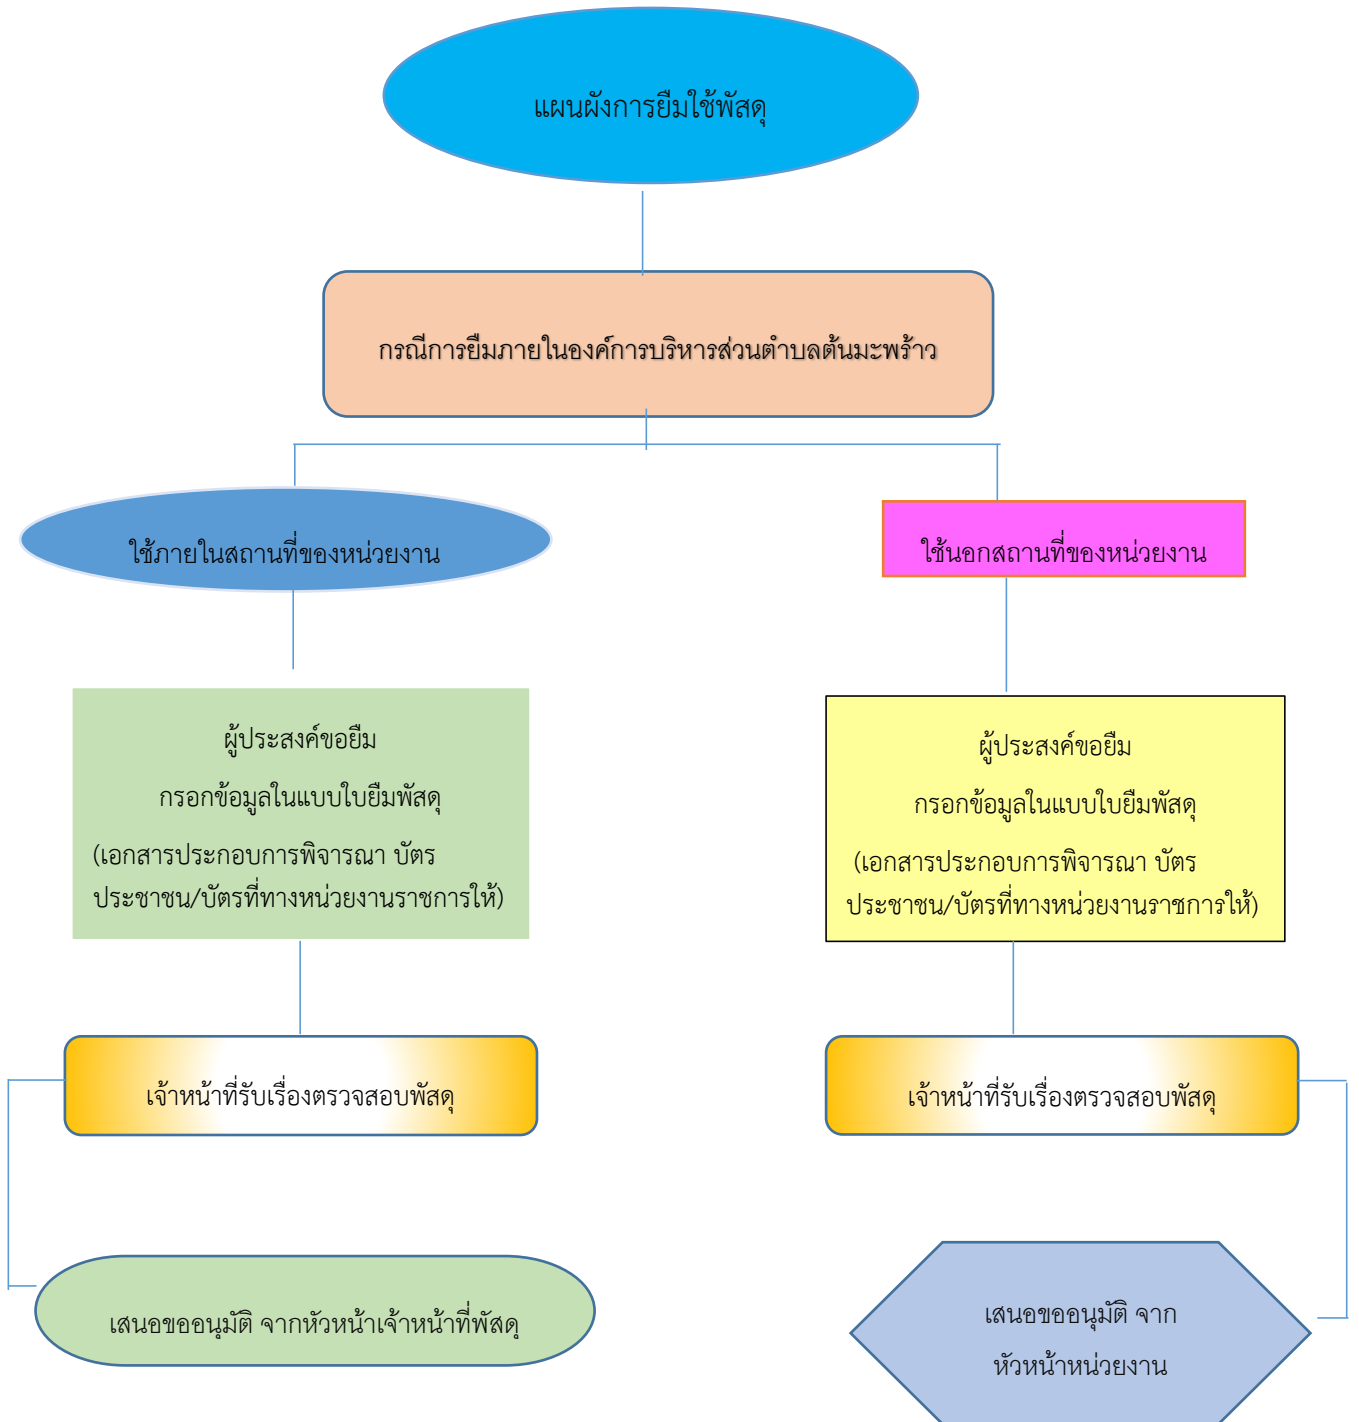 แผนผังการยืมใช้พัสดุ
กรณีการยืมภายในองค์การบริหารส่วนตำบลต้นมะพร้าว
ใช้ภายในสถานที่ของหน่วยงาน
ใช้นอกสถานที่ของหน่วยงาน
ผู้ประสงค์ขอยืม
กรอกข้อมูลในแบบใบยืมพัสดุ
(เอกสารประกอบการพิจารณา บัตร
ประชาชน/บัตรที่ทางหน่วยงานราชการให้)
ผู้ประสงค์ขอยืม
กรอกข้อมูลในแบบใบยืมพัสดุ
(เอกสารประกอบการพิจารณา บัตร
ประชาชน/บัตรที่ทางหน่วยงานราชการให้)
เจ้าหน้าที่รับเรื่องตรวจสอบพัสดุ
เจ้าหน้าที่รับเรื่องตรวจสอบพัสดุ
เสนอขออนุมัติ จากหัวหน้าเจ้าหน้าที่พัสดุ
เสนอขออนุมัติ จาก
หัวหน้าหน่วยงาน